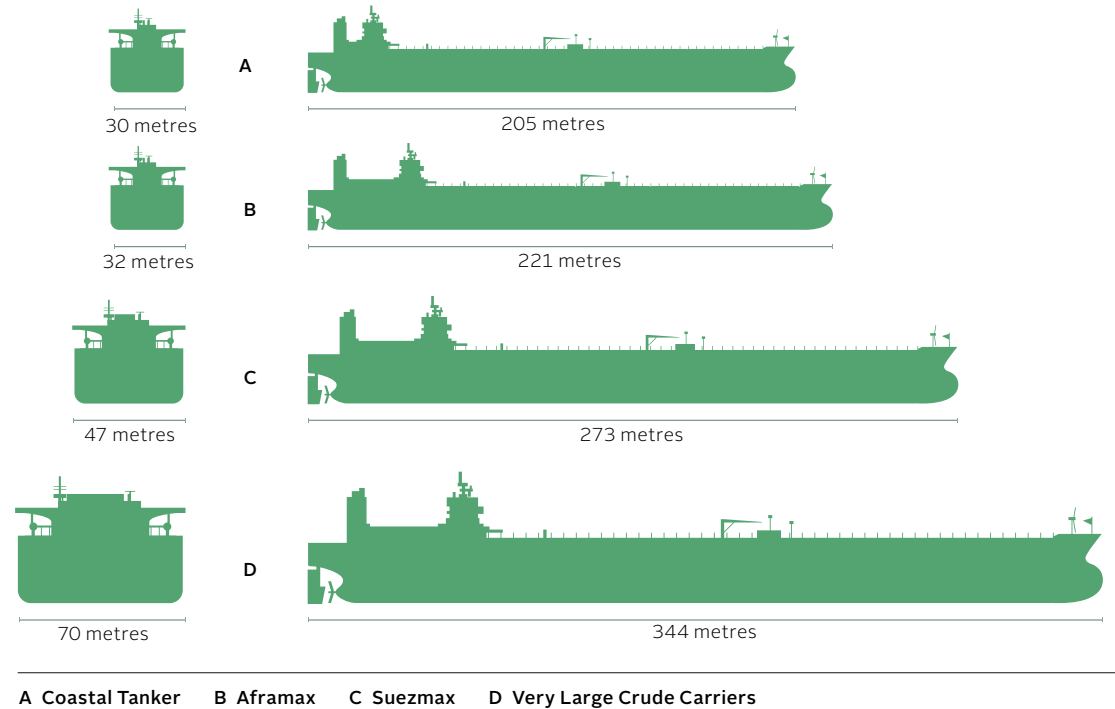 A
30 metres
205 metres
B
32 metres
221 metres
C
47 metres
273 metres
D
70 metres
344 metres
A Coastal Tanker B Aframax C Suezmax D Very Large Crude Carriers